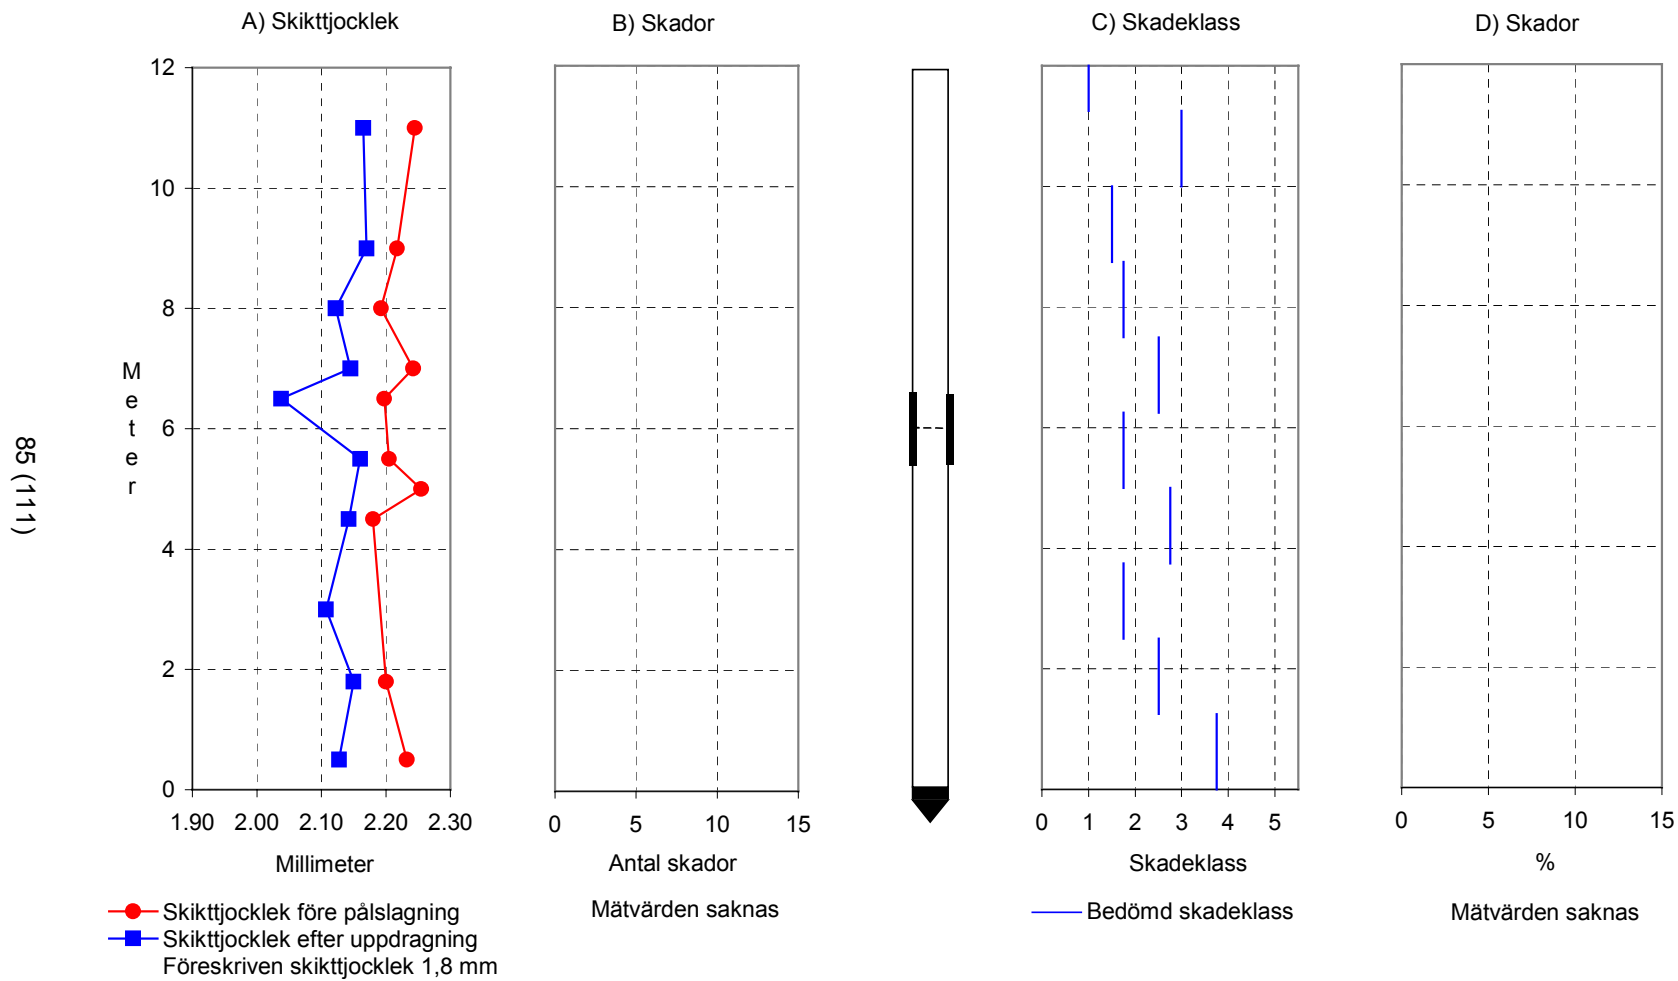 A) Skikttjocklek
B) Skador
C) Skadeklass
D) Skador
12
10
8
6
4
2
0
Meter
1.90 2.00 2.10 2.20 2.30
Millimeter
0 5 10 15
Antal skador
Mätvärden saknas
0 1 2 3 4 5
Skadeklass
0 5 10 15
%
Mätvärden saknas
Skikttjocklek före pålslagning
Skikttjocklek efter uppdragning
Föreskriven skikttjocklek 1,8 mm
Bedömd skadeklass
85 (111)